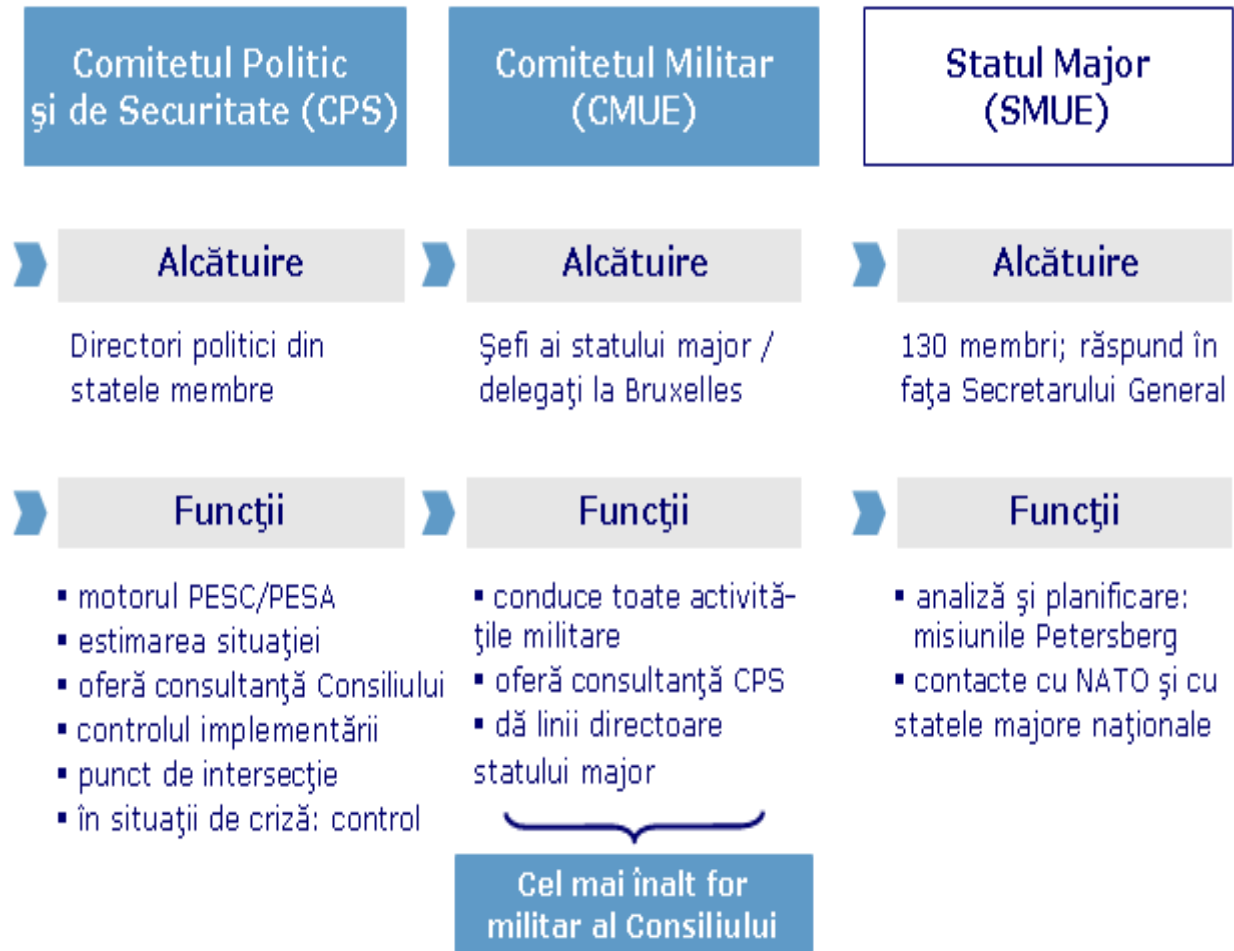 Comitetul Politic
şi de Securitate (CPS)
Alcătuire
Directori politici din
statele membre
Funcţii
▪ motorul PESC/PESA
▪ estimarea situaţiei
▪ oferă consultanţă Consiliului
▪ controlul implementării
▪ punct de intersecţie
▪ în situaţii de criză: control
Comitetul Militar
(CMUE)
Alcătuire
Şefi ai statului major /
delegaţi la Bruxelles
Funcţii
▪ conduce toate activită-
ţile militare
▪ oferă consultanţă CPS
▪ dă linii directoare
statului major
Cel mai înalt for
militar al Consiliului
Statul Major
(SMUE)
Alcătuire
130 membri; răspund în
faţa Secretarului General
Funcţii
▪ analiză şi planificare:
misiunile Petersberg
▪ contacte cu NATO şi cu
statele majore naţionale